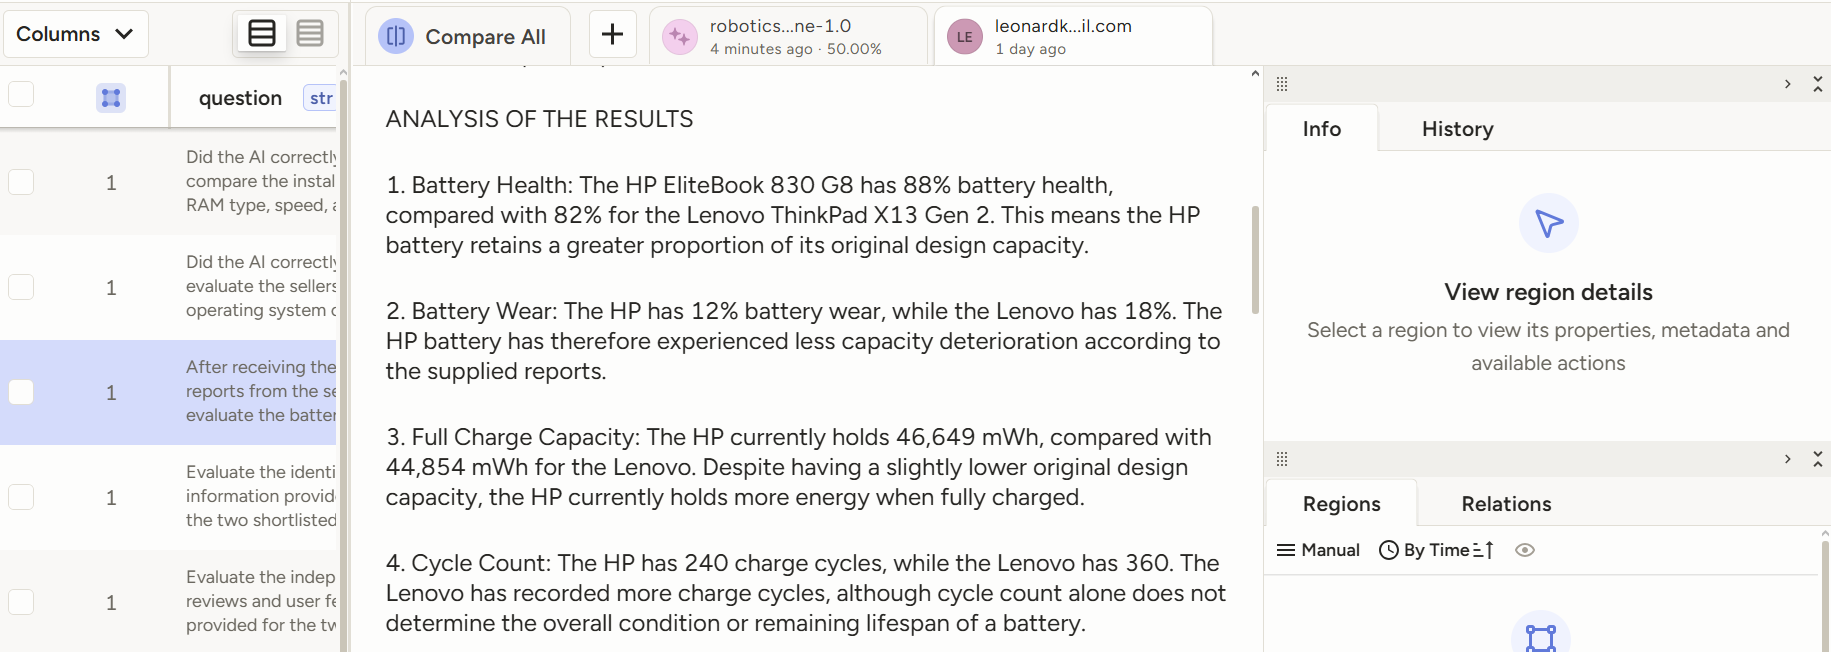 Columns
Compare All
robotics...ne-1.0
4 minutes ago · 50.00%
LE
leonardk...il.com
1 day ago
question
str
1
Did the AI correctly
compare the instal
RAM type, speed, a
1
Did the AI correctly
evaluate the sellers
operating system c
1
After receiving the
reports from the se
evaluate the batter
1
Evaluate the identi
information provid
the two shortlisted
1
Evaluate the indep
reviews and user fe
provided for the tw
ANALYSIS OF THE RESULTS
1. Battery Health: The HP EliteBook 830 G8 has 88% battery health,
compared with 82% for the Lenovo ThinkPad X13 Gen 2. This means the HP
battery retains a greater proportion of its original design capacity.
2. Battery Wear: The HP has 12% battery wear, while the Lenovo has 18%. The
HP battery has therefore experienced less capacity deterioration according to
the supplied reports.
3. Full Charge Capacity: The HP currently holds 46,649 mWh, compared with
44,854 mWh for the Lenovo. Despite having a slightly lower original design
capacity, the HP currently holds more energy when fully charged.
4. Cycle Count: The HP has 240 charge cycles, while the Lenovo has 360. The
Lenovo has recorded more charge cycles, although cycle count alone does not
determine the overall condition or remaining lifespan of a battery.
Info
History
View region details
Select a region to view its properties, metadata and
available actions
Regions
Relations
Manual
By Time